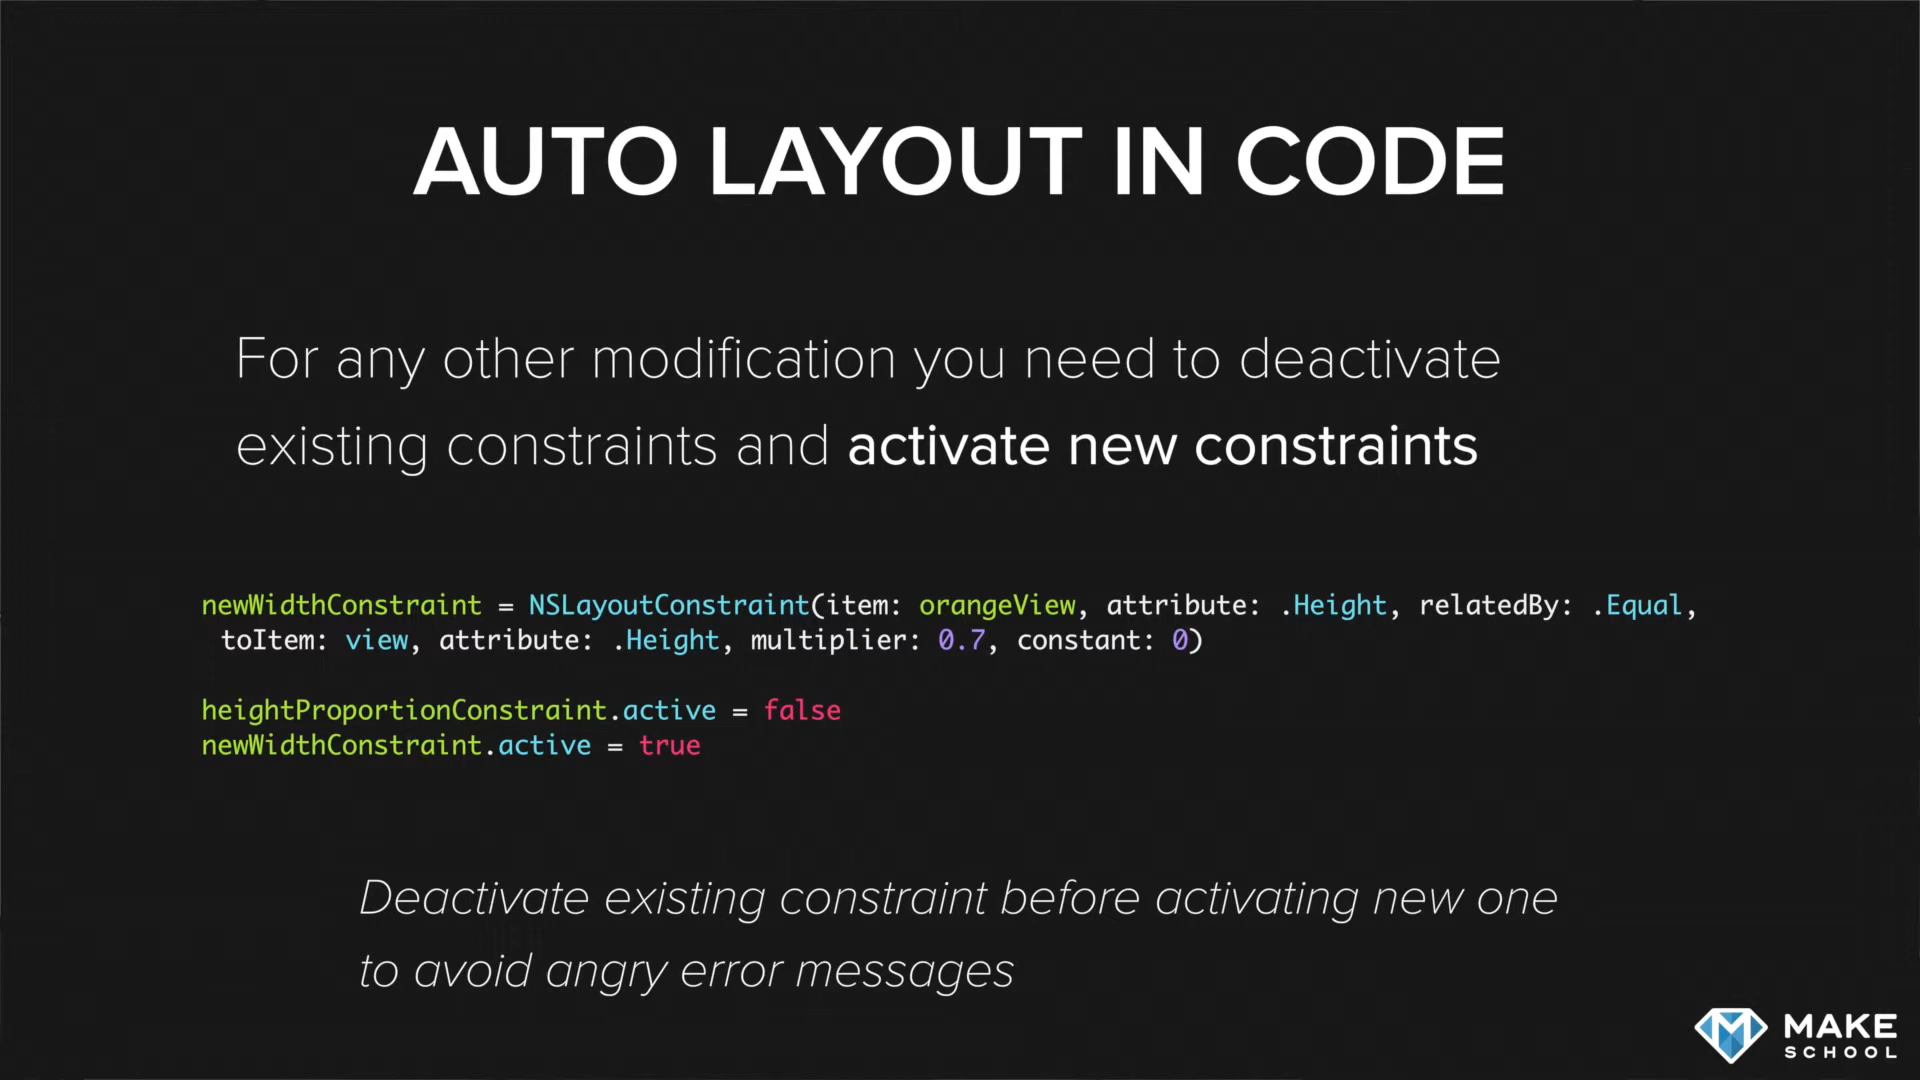 AUTO LAYOUT IN CODE
For any other modification you need to deactivate
existing constraints and activate new constraints
newWidthConstraint = NSLayoutConstraint(item: orangeView, attribute: .Height, relatedBy: .Equal,
toItem: view, attribute: .Height, multiplier: 0.7, constant: 0)
heightProportionConstraint.active = false
newWidthConstraint.active = true
Deactivate existing constraint before activating new one
to avoid angry error messages
MAKE
SCHOOL